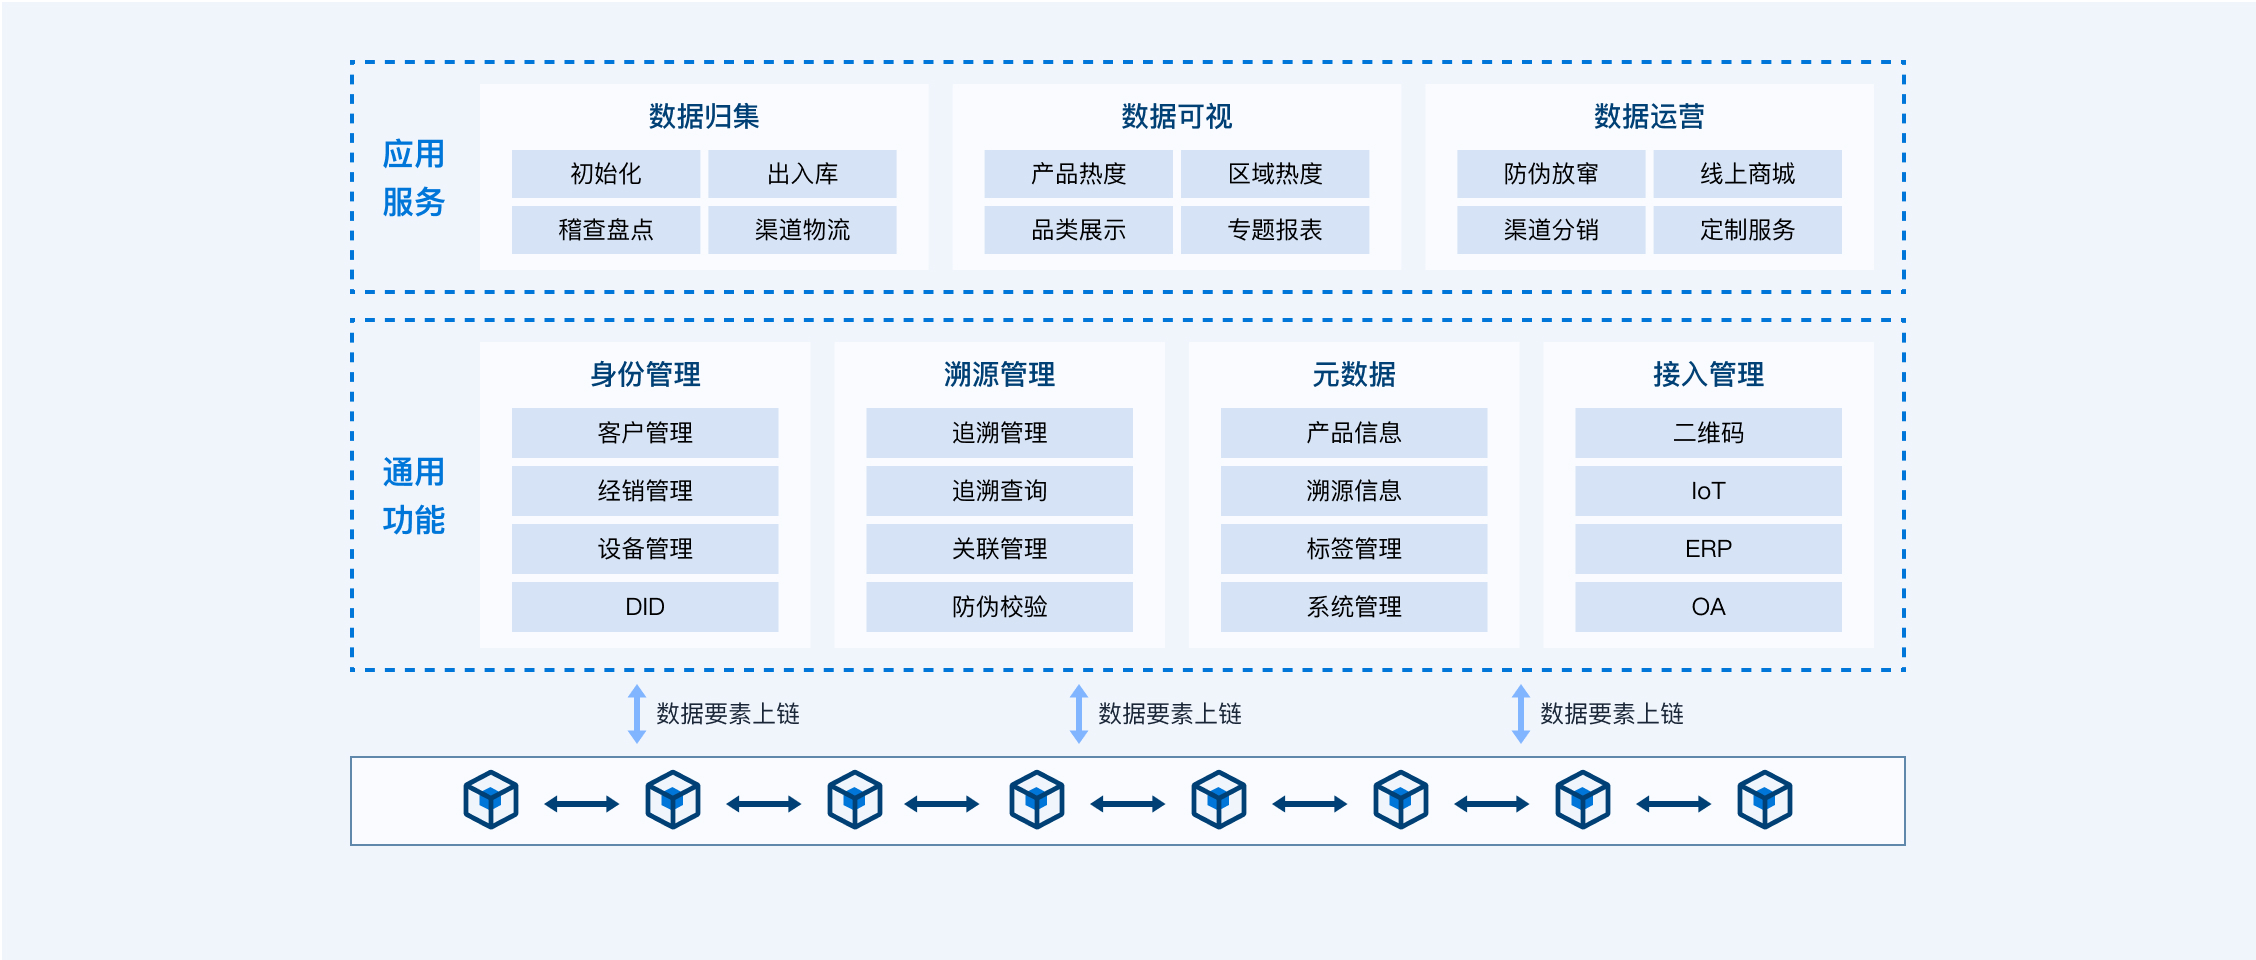 应用
服务
数据归集
初始化
出入库
稽查盘点
渠道物流
数据可视
产品热度
区域热度
品类展示
专题报表
数据运营
防伪放窜
线上商城
渠道分销
定制服务
通用
功能
身份管理
客户管理
经销管理
设备管理
DID
溯源管理
追溯管理
追溯查询
关联管理
防伪校验
元数据
产品信息
溯源信息
标签管理
系统管理
接入管理
二维码
IoT
ERP
OA
数据要素上链
数据要素上链
数据要素上链